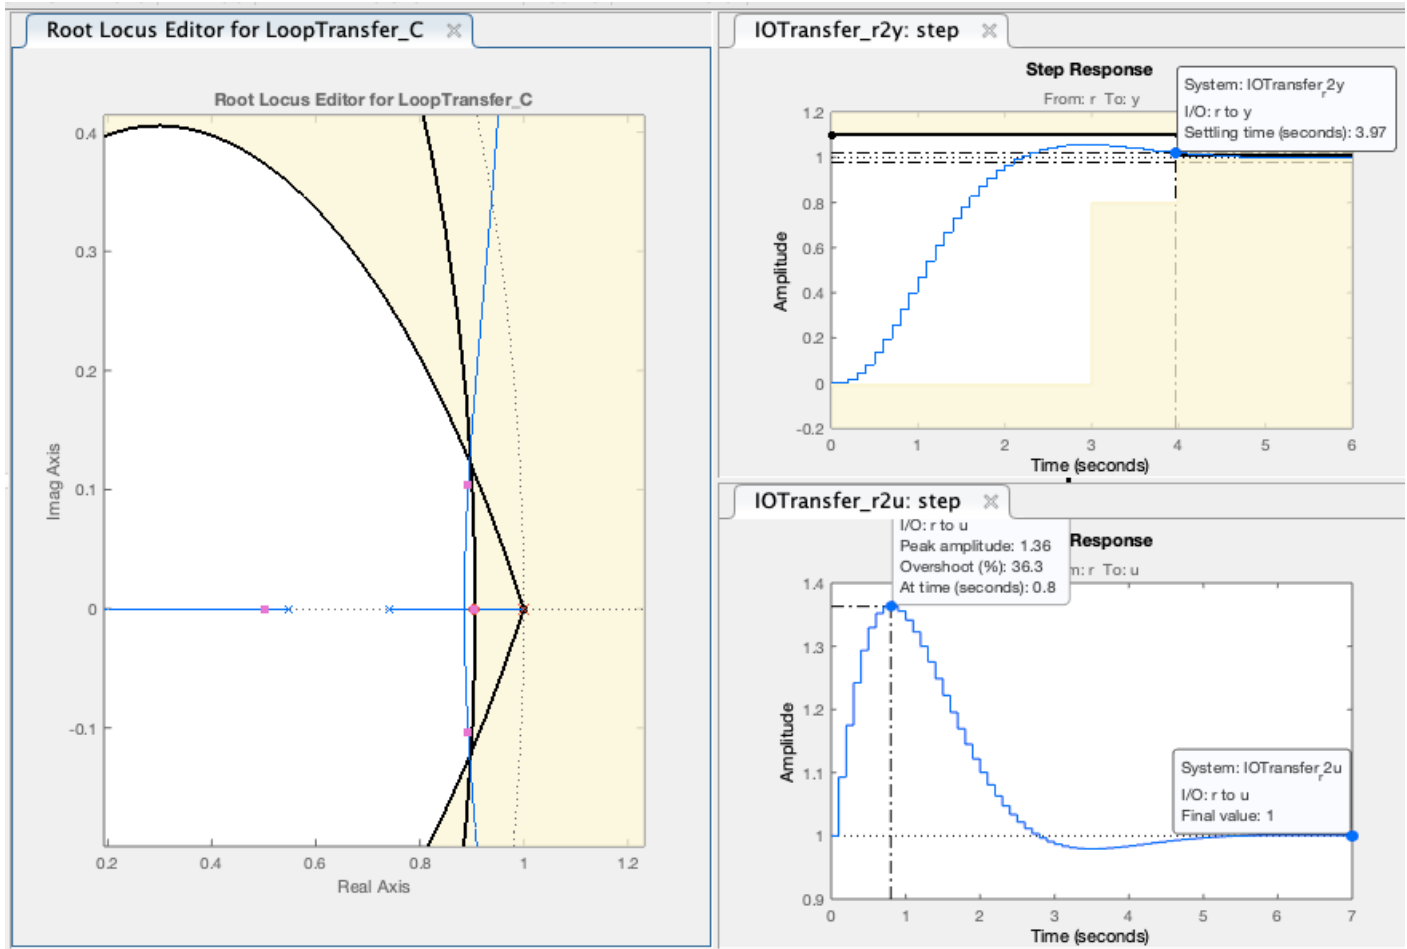 Root Locus Editor for LoopTransfer_C
Root Locus Editor for LoopTransfer_C
0.4
0.3
0.2
0.1
0
-0.1
Imag Axis
0.2
0.4
0.6
0.8
1
1.2
Real Axis
IOTransfer_r2y: step
Step Response
From: r To: y
System: IOTransfer_r2y
I/O: r to y
Settling time (seconds): 3.97
1.2
1
0.8
0.6
0.4
0.2
0
-0.2
Amplitude
0
1
2
3
4
5
6
Time (seconds)
IOTransfer_r2u: step
I/O: r to u
Peak amplitude: 1.36
Overshoot (%): 36.3
At time (seconds): 0.8
Response
m: r To: u
1.4
1.3
1.2
1.1
1
0.9
Amplitude
System: IOTransfer_r2u
I/O: r to u
Final value: 1
0
1
2
3
4
5
6
7
Time (seconds)